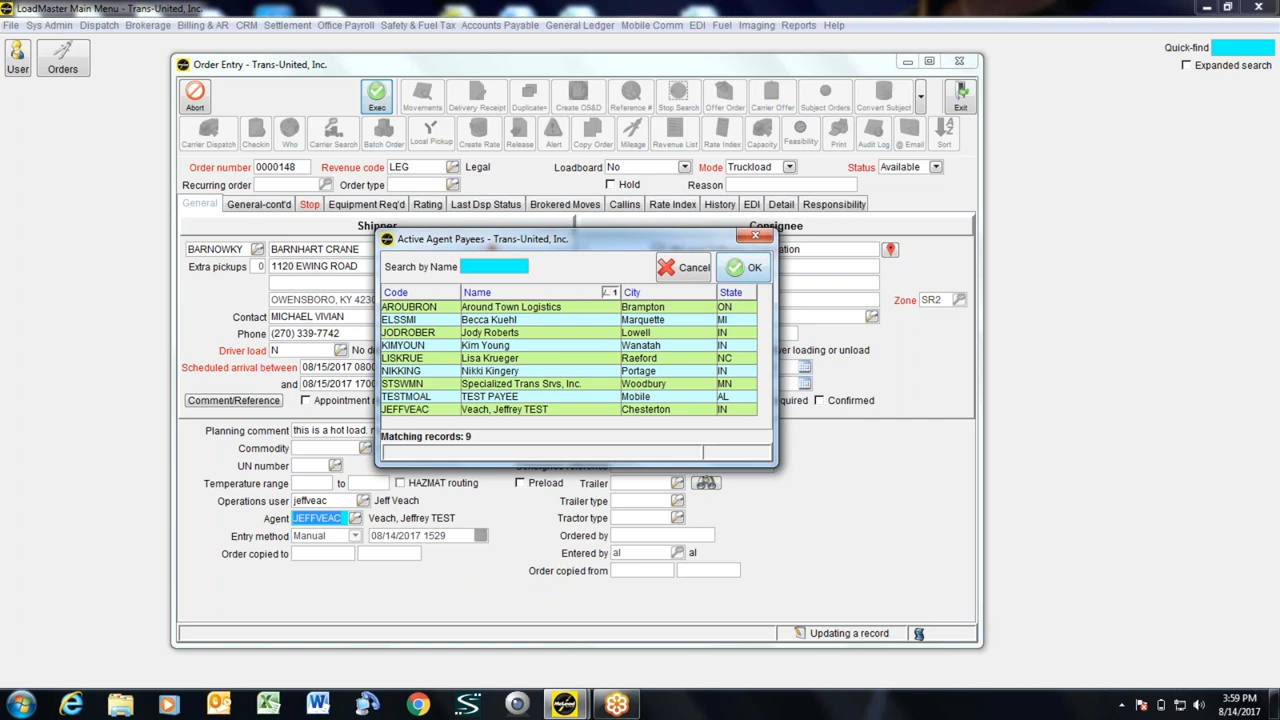 LoadMaster Main Menu - Trans-United, Inc.
File Sys Admin Dispatch Brokerage Billing & AR CRM Settlement Office Payroll Safety & Fuel Tax Accounts Payable General Ledger Mobile Comm EDI Fuel Imaging Reports Help
User Orders
Quick-find
Expanded search
Order Entry - Trans-United, Inc.
Abort Exec Movements Delivery Receipt Duplicate= Create OS&D Reference # Stop Search Offer Order Carrier Offer Subject Orders Convert Subject Exit
Carrier Dispatch Checkin Who Carrier Search Batch Order Local Pickup Create Rate Release Alert Copy Order Mileage Revenue List Rate Index Capacity Feasibility Print Audit Log @ Email Sort
Order number 0000148 Revenue code LEG Legal Loadboard No Mode Truckload Status Available
Recurring order Order type Hold Reason
General General-cont'd Stop Equipment Req'd Rating Last Dsp Status Brokered Moves Callins Rate Index History EDI Detail Responsibility
Shipper Consignee
BARNOWKY BARNHART CRANE
Extra pickups 0 1120 EWING ROAD
OWENSBORO, KY 4230
Zone SR2
Contact MICHAEL VIVIAN
Phone (270) 339-7742
Driver load N
Scheduled arrival between 08/15/2017 0800
and 08/15/2017 1700
Comment/Reference
Confirmed
Active Agent Payees - Trans-United, Inc.
Search by Name Cancel OK
Code Name 1 City State
AROUBRON Around Town Logistics Brampton ON
ELSSMI Becca Kuehl Marquette MI
JODROBER Jody Roberts Lowell IN
KIMYOUN Kim Young Wanatah IN
LISKRUE Lisa Krueger Raeford NC
NIKKING Nikki Kingery Portage IN
STSWMN Specialized Trans Srvs, Inc. Woodbury MN
TESTMOAL TEST PAYEE Mobile AL
JEFFVEAC Veach, Jeffrey TEST Chesterton IN
Matching records: 9
Planning comment this is a hot load.
Commodity
UN number
Temperature range to HAZMAT routing Preload Trailer
Operations user jeffveac Jeff Veach Trailer type
Agent JEFFVEAC Veach, Jeffrey TEST Tractor type
Entry method Manual 08/14/2017 1529 Ordered by
Order copied to Entered by al al
Order copied from
Updating a record
3:59 PM
8/14/2017